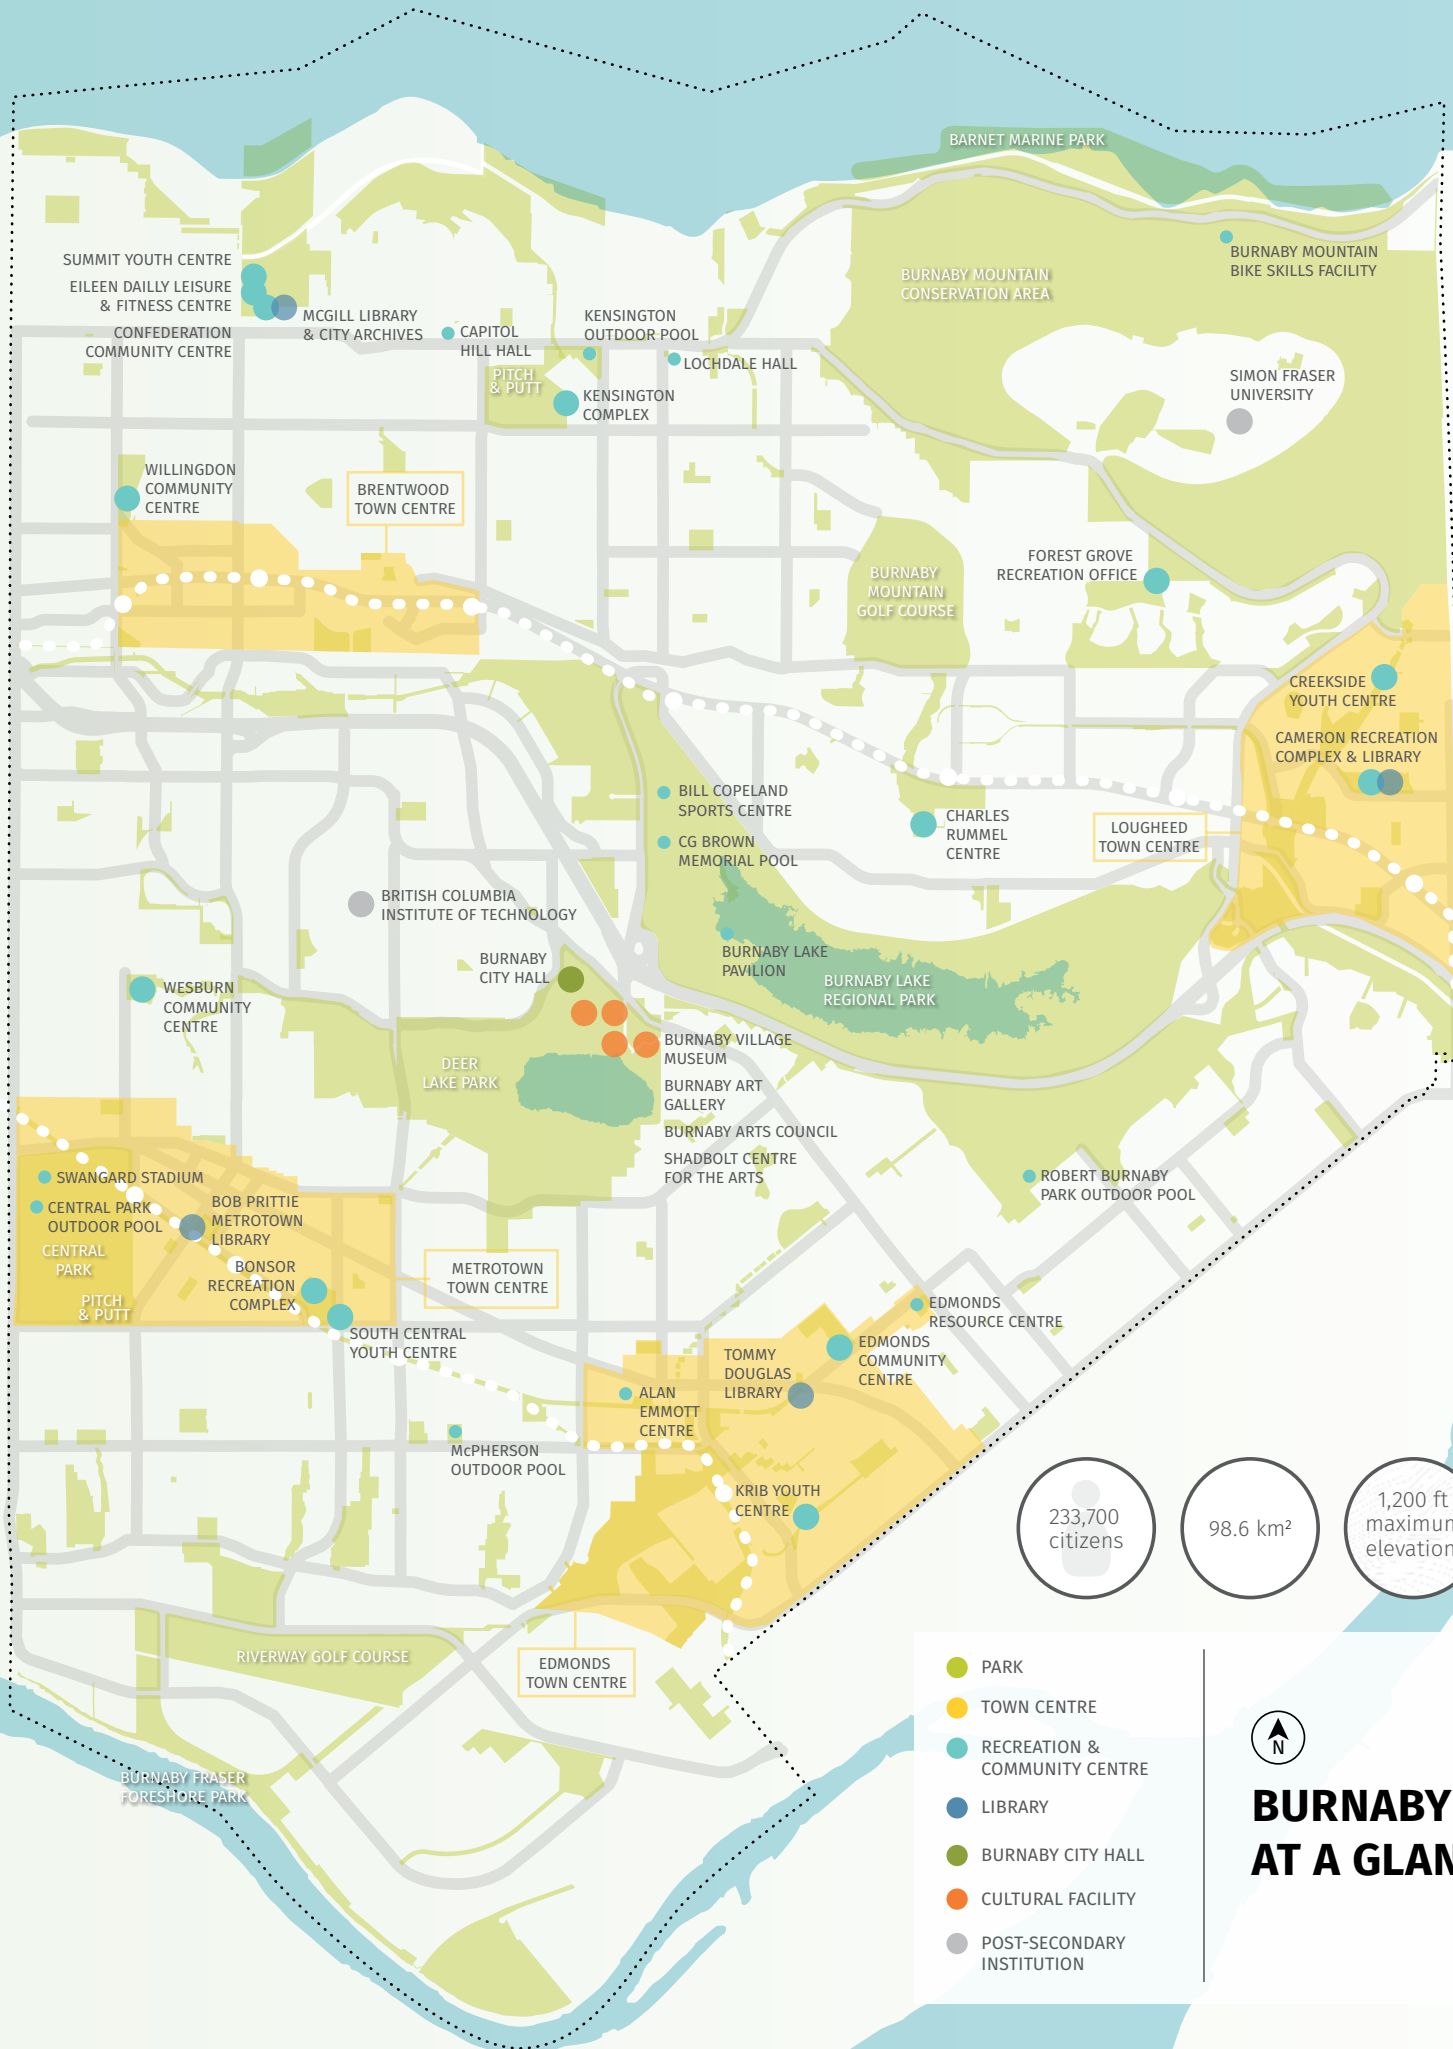 BARNET MARINE PARK
SUMMIT YOUTH CENTRE
EILEEN DAILLY LEISURE
& FITNESS CENTRE
CONFEDERATION
COMMUNITY CENTRE
MCGILL LIBRARY
& CITY ARCHIVES
CAPITOL
HILL HALL
KENSINGTON
OUTDOOR POOL
LOCHDALE HALL
PITCH
& PUTT
KENSINGTON
COMPLEX
BURNABY MOUNTAIN
CONSERVATION AREA
BURNABY MOUNTAIN
BIKE SKILLS FACILITY
SIMON FRASER
UNIVERSITY
WILLINGDON
COMMUNITY
CENTRE
BRENTWOOD
TOWN CENTRE
BURNABY
MOUNTAIN
GOLF COURSE
FOREST GROVE
RECREATION OFFICE
CREEKSIDE
YOUTH CENTRE
CAMERON RECREATION
COMPLEX & LIBRARY
BILL COPELAND
SPORTS CENTRE
CG BROWN
MEMORIAL POOL
CHARLES
RUMMEL
CENTRE
LOUGHEED
TOWN CENTRE
BRITISH COLUMBIA
INSTITUTE OF TECHNOLOGY
BURNABY
CITY HALL
BURNABY LAKE
PAVILION
BURNABY LAKE
REGIONAL PARK
WESBURN
COMMUNITY
CENTRE
DEER
LAKE PARK
BURNABY VILLAGE
MUSEUM
BURNABY ART
GALLERY
BURNABY ARTS COUNCIL
SHADBOLT CENTRE
FOR THE ARTS
ROBERT BURNABY
PARK OUTDOOR POOL
SWANGARD STADIUM
CENTRAL PARK
OUTDOOR POOL
CENTRAL
PARK
PITCH
& PUTT
BOB PRITTIE
METROTOWN
LIBRARY
BONSOR
RECREATION
COMPLEX
METROTOWN
TOWN CENTRE
SOUTH CENTRAL
YOUTH CENTRE
EDMONDS
RESOURCE CENTRE
EDMONDS
COMMUNITY
CENTRE
TOMMY
DOUGLAS
LIBRARY
ALAN
EMMOTT
CENTRE
McPHERSON
OUTDOOR POOL
KRIB YOUTH
CENTRE
233,700
citizens
98.6 km²
1,200 ft
maximum
elevation
RIVERWAY GOLF COURSE
EDMONDS
TOWN CENTRE
BURNABY FRASER
FORESHORE PARK
PARK
TOWN CENTRE
RECREATION &
COMMUNITY CENTRE
LIBRARY
BURNABY CITY HALL
CULTURAL FACILITY
POST-SECONDARY
INSTITUTION
N
BURNABY
AT A GLAN